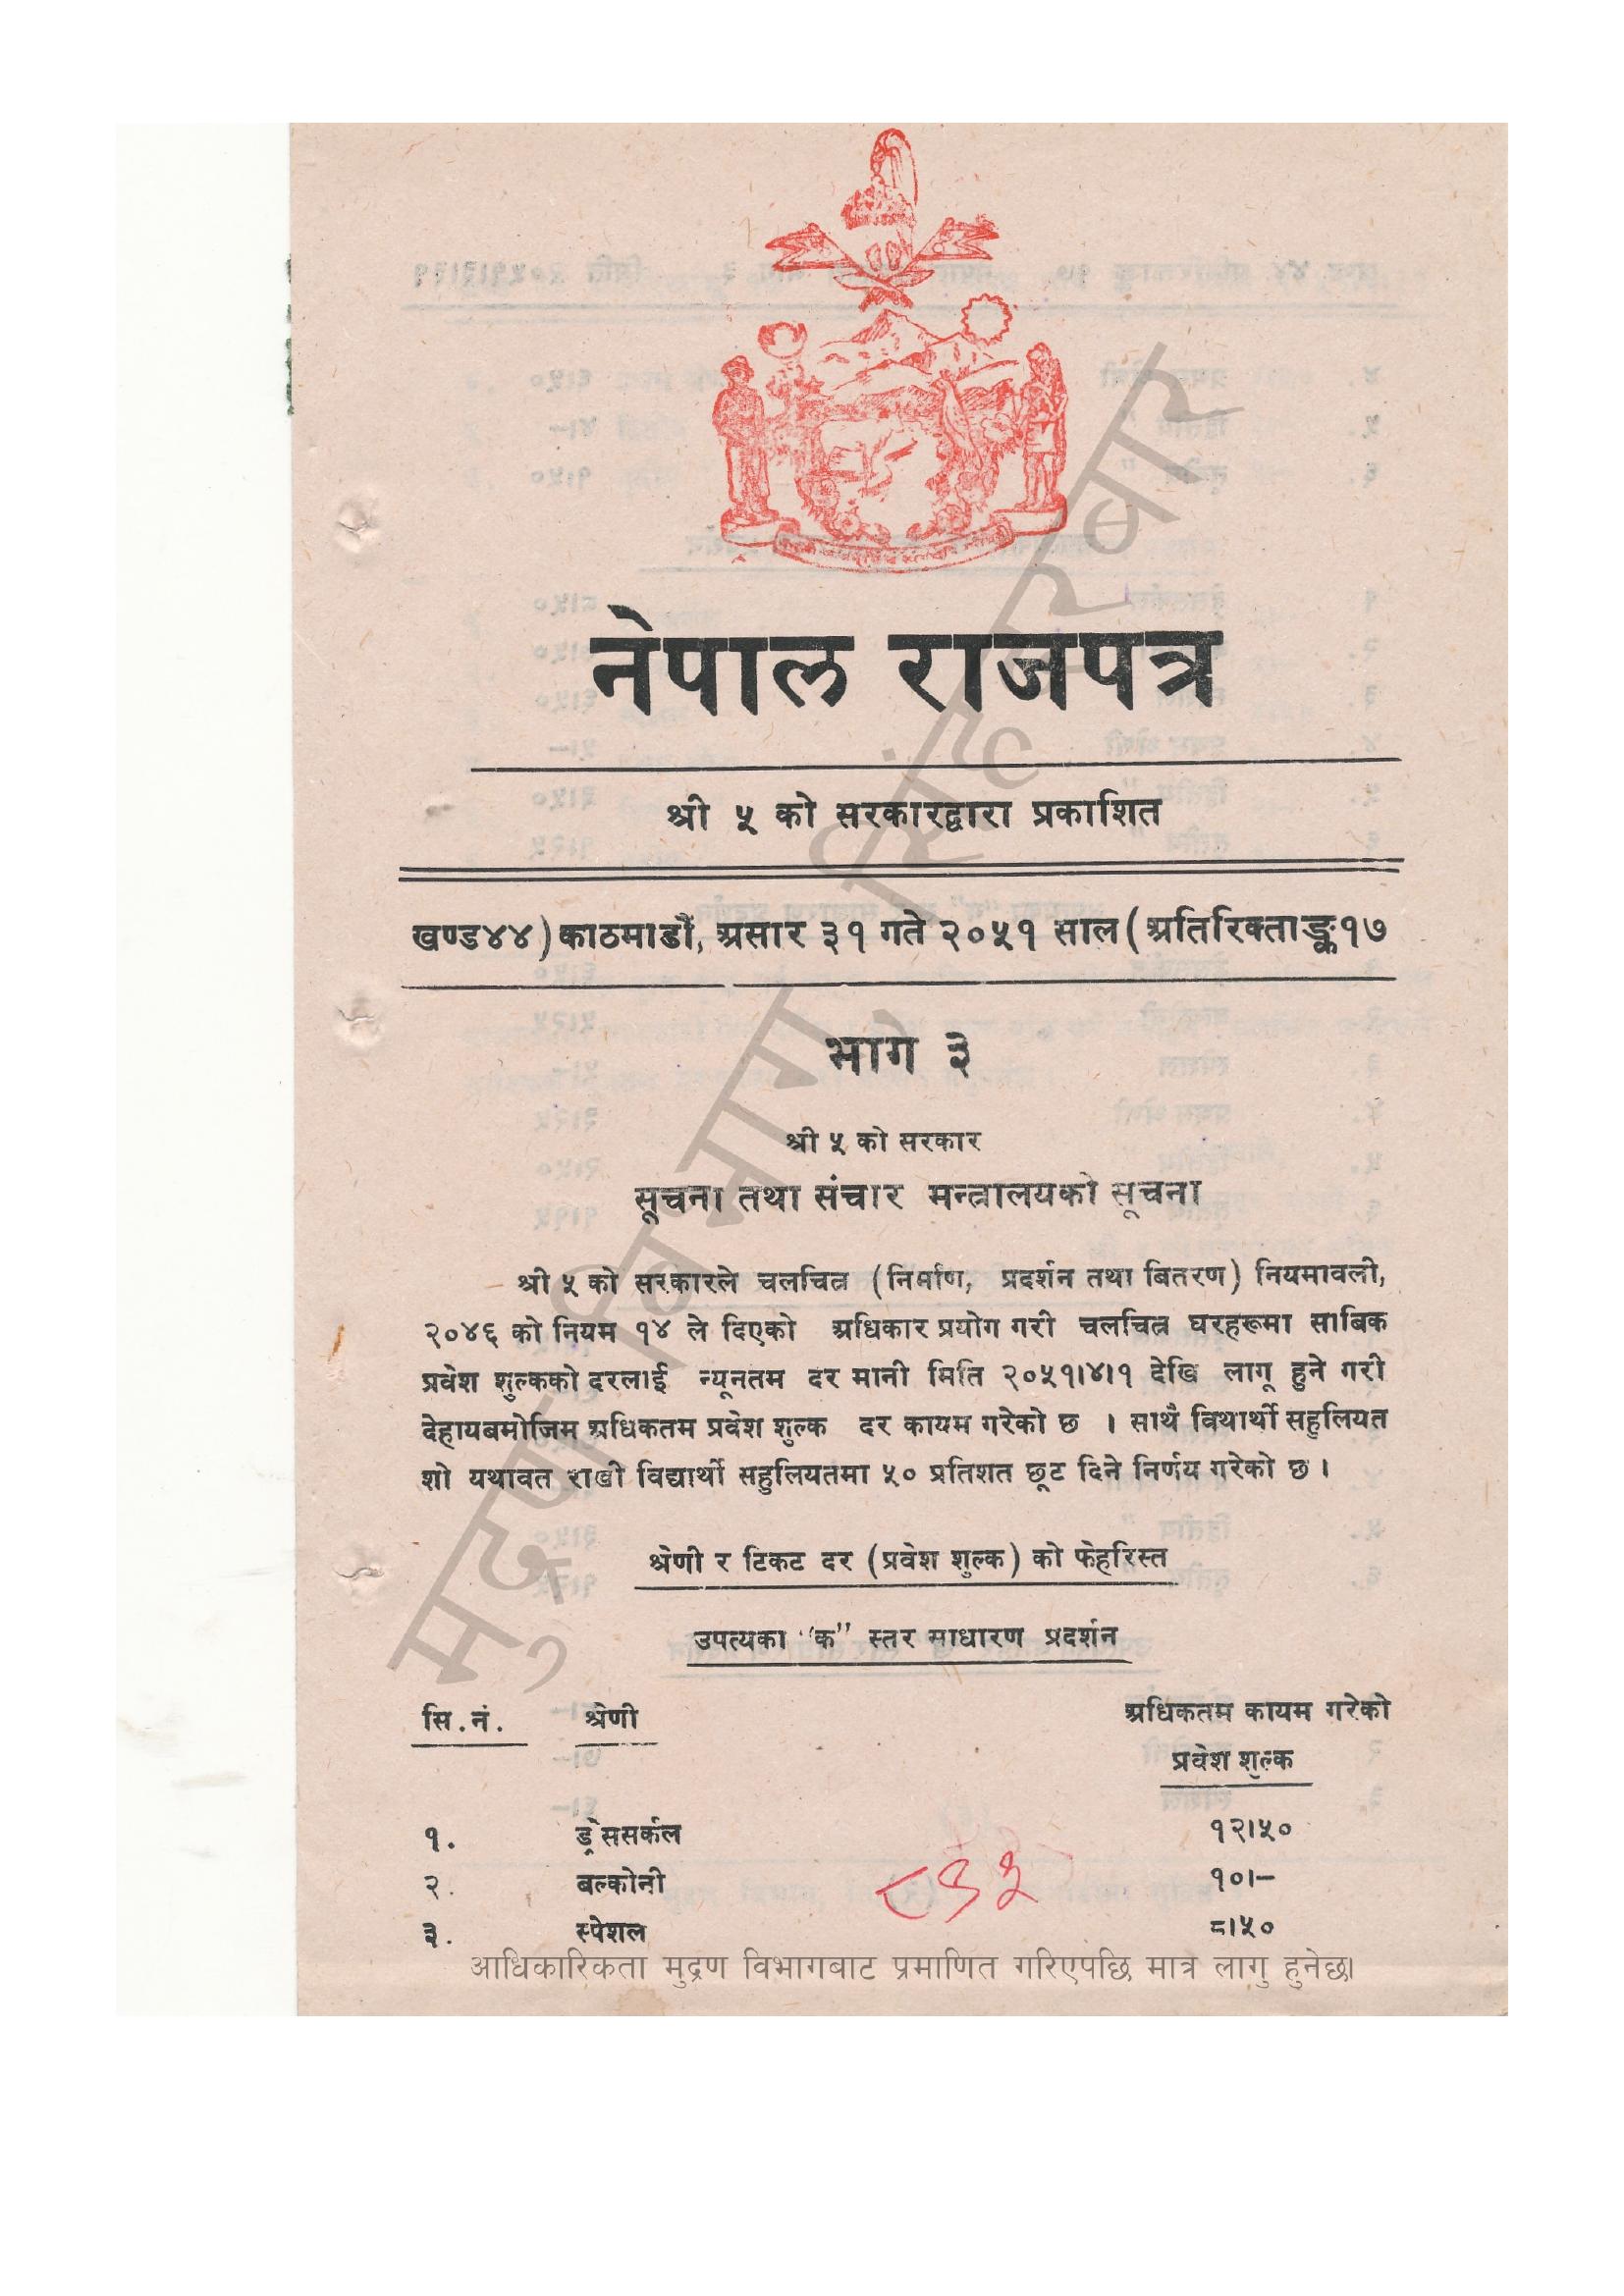 नेपाल राजपत्र
श्री ५ को सरकारद्वारा प्रकाशित
खण्ड४४) काठमाडौं, असार ३१ गते २०५१ साल (अतिरिक्ताङ्क१७
भाग ३
श्री ५ को सरकार
सूचना तथा संचार मन्त्रालयको सूचना
श्री ५ को सरकारले चलचित्र (निर्माण, प्रदर्शन तथा बितरण) नियमावली,
२०४६ को नियम १४ ले दिएको अधिकार प्रयोग गरी चलचित्र घरहरूमा साबिक
प्रवेश शुल्कको दरलाई न्यूनतम दर मानी मिति २०५१।४।१ देखि लागू हुने गरी
देहायबमोजिम अधिकतम प्रवेश शुल्क दर कायम गरेको छ । साथै विथार्थी सहुलियत
शो यथावत राखी विद्यार्थी सहुलियतमा ५० प्रतिशत छूट दिने निर्णय गरेको छ ।
श्रेणी र टिकट दर (प्रवेश शुल्क) को फेहरिस्त
उपत्यका "क" स्तर साधारण प्रदर्शन
सि.नं. श्रेणी अधिकतम कायम गरेको
प्रवेश शुल्क
१. ड्रेससर्कल १२।५०
२. बल्कोनी १०।–
३. स्पेशल ८।५०
आधिकारिकता मुद्रण विभागबाट प्रमाणित गरिएपछि मात्र लागु हुनेछ।
मुद्रण विभाग, सिंहदरबार